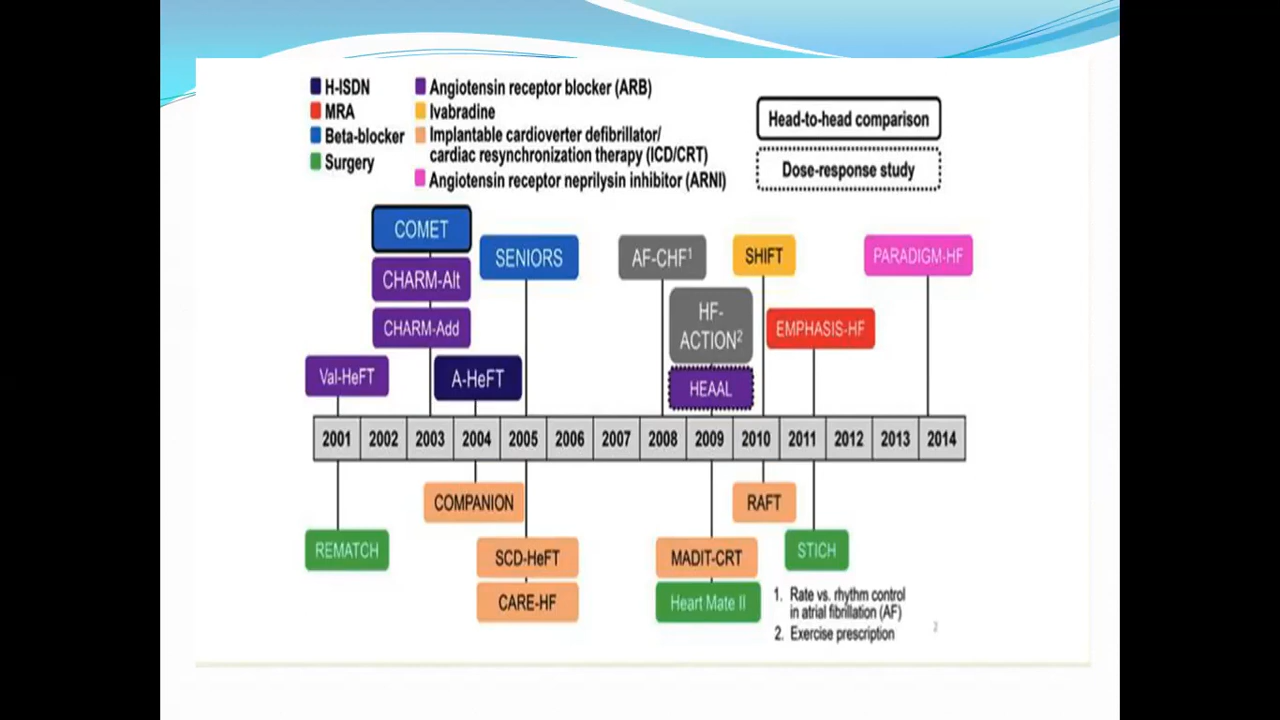 H-ISDN
MRA
Beta-blocker
Surgery
Angiotensin receptor blocker (ARB)
Ivabradine
Implantable cardioverter defibrillator/
cardiac resynchronization therapy (ICD/CRT)
Angiotensin receptor neprilysin inhibitor (ARNI)
Head-to-head comparison
Dose-response study
COMET
CHARM-Alt
CHARM-Add
SENIORS
AF-CHF1
SHIFT
PARADIGM-HF
HF-
ACTION2
EMPHASIS-HF
Val-HeFT
A-HeFT
HEAAL
2001 2002 2003 2004 2005 2006 2007 2008 2009 2010 2011 2012 2013 2014
COMPANION
RAFT
REMATCH
SCD-HeFT
MADIT-CRT
STICH
CARE-HF
Heart Mate II
1. Rate vs. rhythm control
in atrial fibrillation (AF)
2. Exercise prescription
2